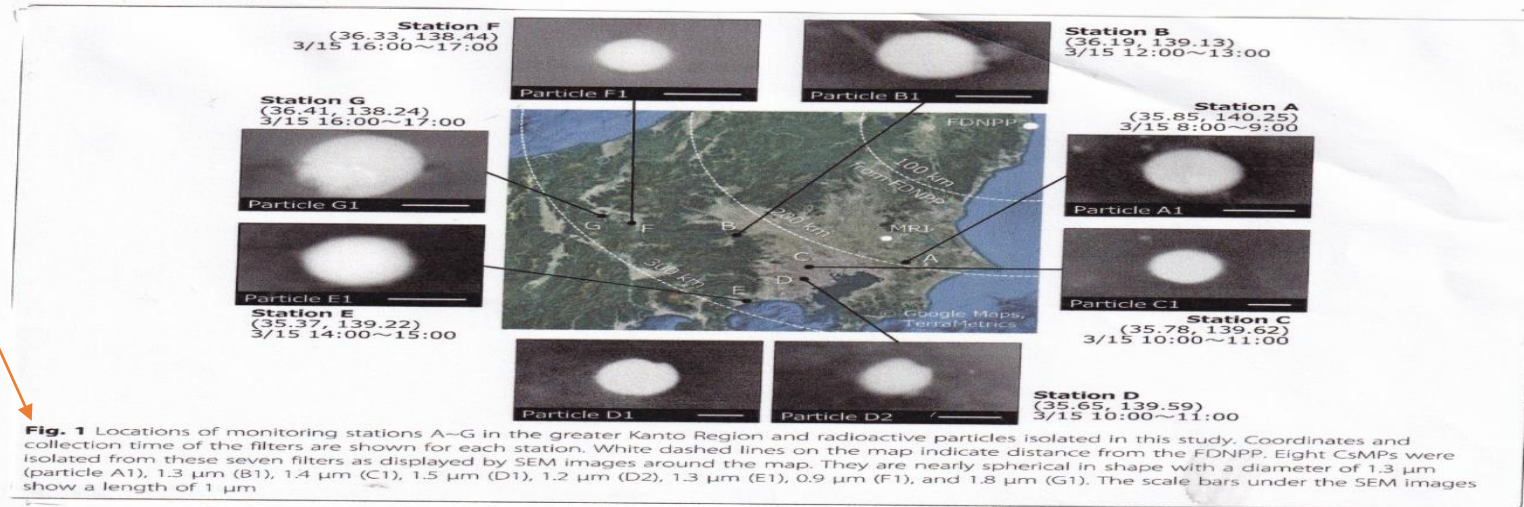 Station F
(36.33, 138.44)
3/15 16:00～17:00
Particle F1
Station B
(36.19, 139.13)
3/15 12:00～13:00
Particle B1
Station G
(36.41, 138.24)
3/15 16:00～17:00
Particle G1
Station A
(35.85, 140.25)
3/15 8:00～9:00
Particle A1
FDNPP
100 km
from FDNPP
200 km
300 km
MRI
G
F
B
A
C
D
E
© Google Maps,
TerraMetrics
Particle E1
Station E
(35.37, 139.22)
3/15 14:00～15:00
Particle C1
Station C
(35.78, 139.62)
3/15 10:00～11:00
Particle D1
Particle D2
Station D
(35.65, 139.59)
3/15 10:00～11:00
Fig. 1 Locations of monitoring stations A~G in the greater Kanto Region and radioactive particles isolated in this study. Coordinates and
collection time of the filters are shown for each station. White dashed lines on the map indicate distance from the FDNPP. Eight CsMPs were
isolated from these seven filters as displayed by SEM images around the map. They are nearly spherical in shape with a diameter of 1.3 μm
(particle A1), 1.3 μm (B1), 1.4 μm (C1), 1.5 μm (D1), 1.2 μm (D2), 1.3 μm (E1), 0.9 μm (F1), and 1.8 μm (G1). The scale bars under the SEM images
show a length of 1 μm